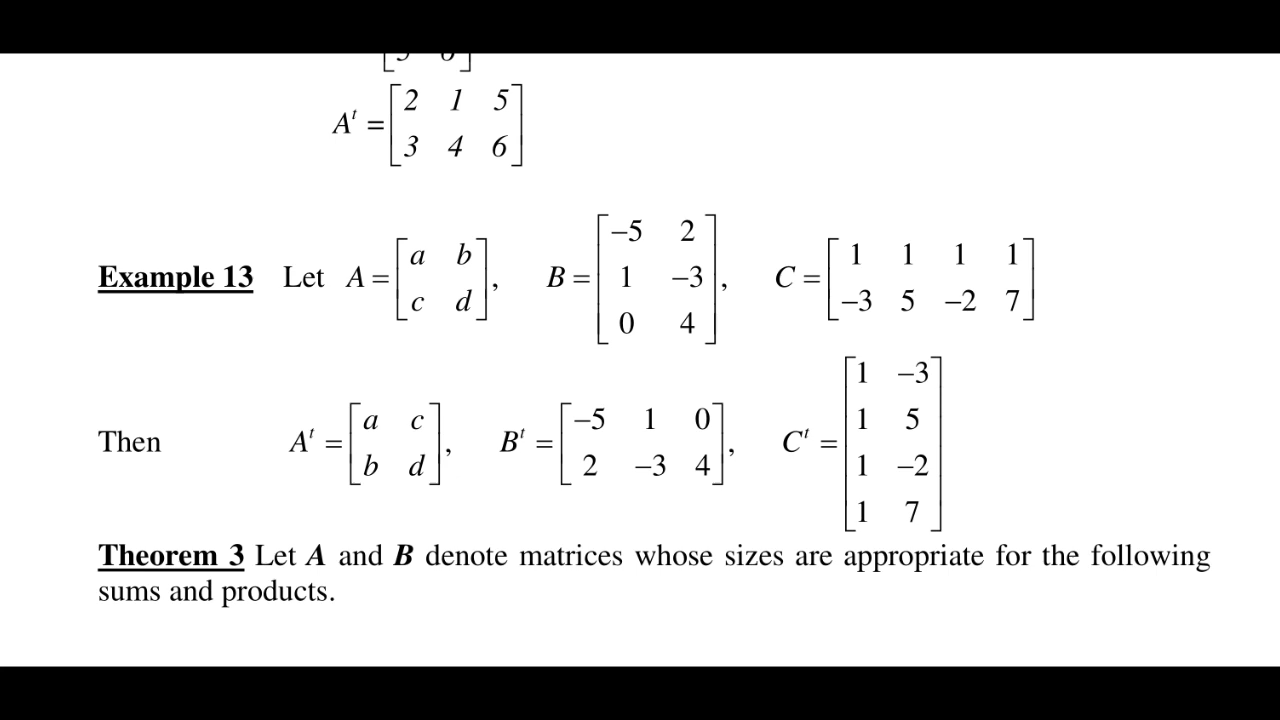 A^t = [2 1 5; 3 4 6]
Example 13 Let A = [a b; c d], B = [–5 2; 1 –3; 0 4], C = [1 1 1 1; –3 5 –2 7]
Then A^t = [a c; b d], B^t = [–5 1 0; 2 –3 4], C^t = [1 –3; 1 5; 1 –2; 1 7]
Theorem 3 Let A and B denote matrices whose sizes are appropriate for the following
sums and products.